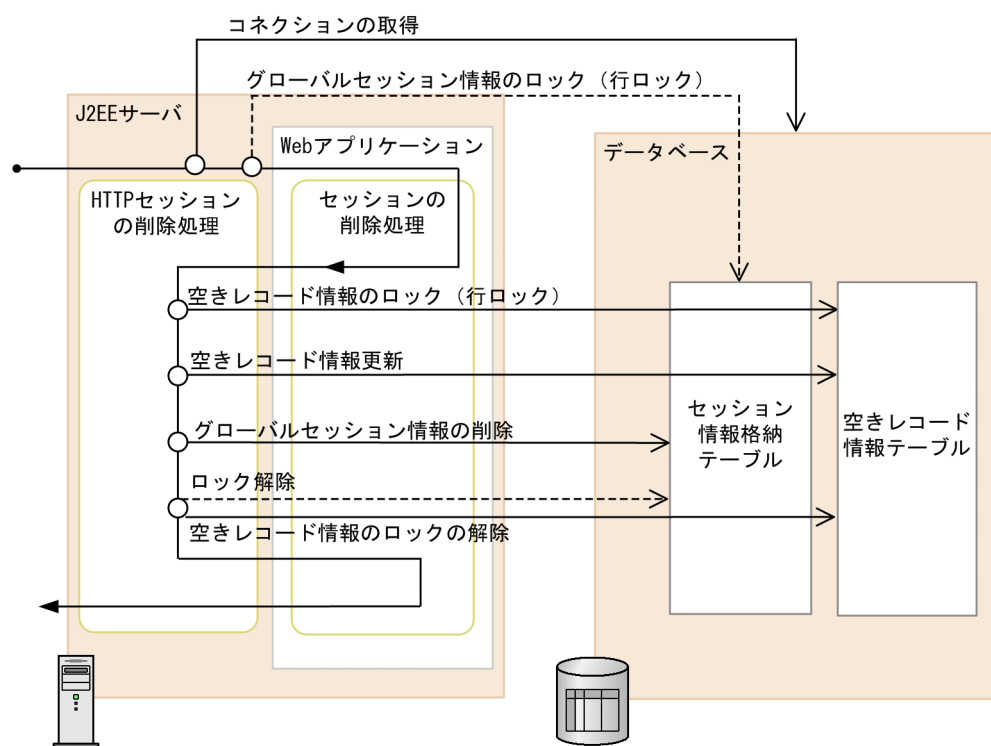 コネクションの取得
グローバルセッション情報のロック（行ロック）
J2EEサーバ
Webアプリケーション
データベース
HTTPセッション
の削除処理
セッションの
削除処理
空きレコード情報のロック（行ロック）
空きレコード情報更新
グローバルセッション情報の削除
ロック解除
空きレコード情報のロックの解除
セッション
情報格納
テーブル
空きレコード
情報テーブル